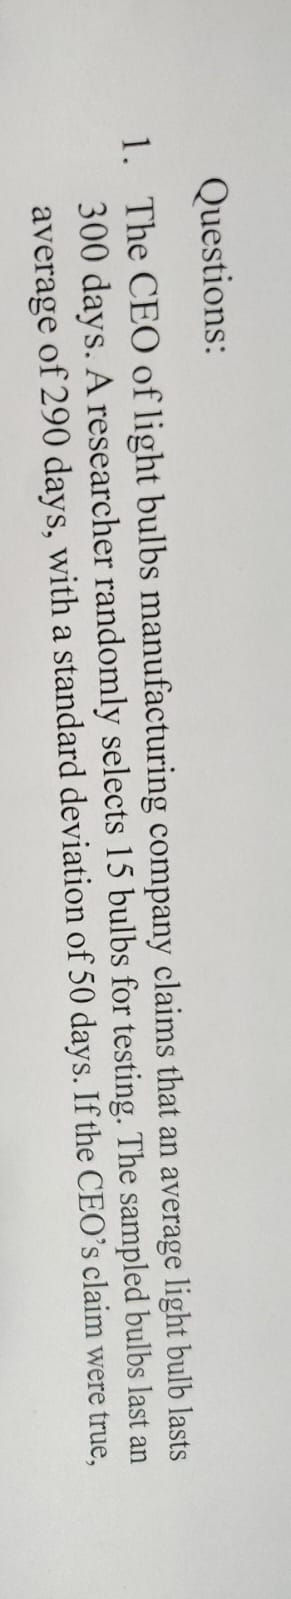 Questions:
1. The CEO of light bulbs manufacturing company claims that an average light bulb lasts
300 days. A researcher randomly selects 15 bulbs for testing. The sampled bulbs last an
average of 290 days, with a standard deviation of 50 days. If the CEO’s claim were true,